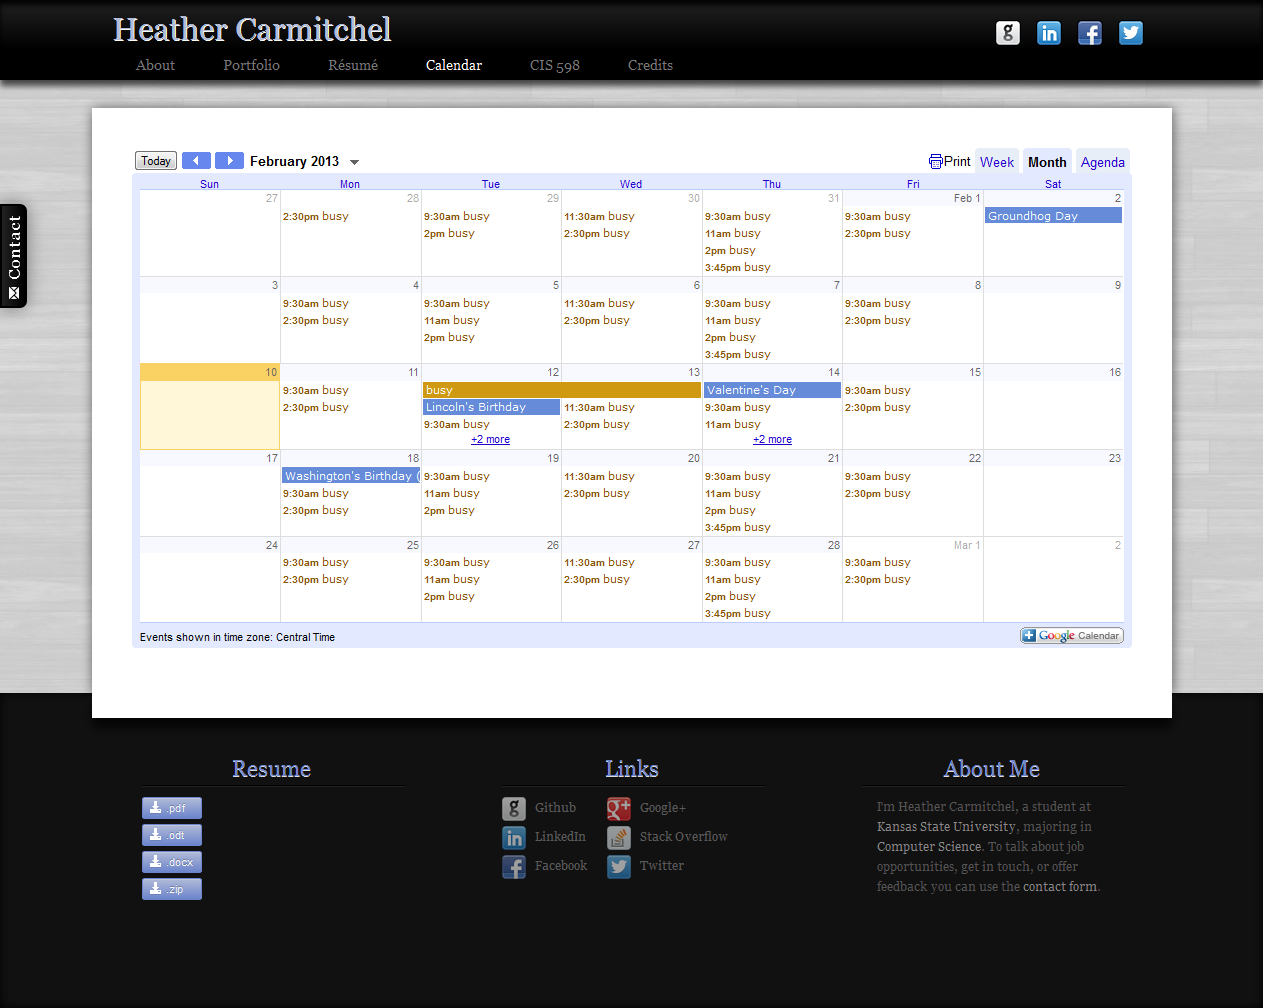 Heather Carmitchel
About Portfolio Résumé Calendar CIS 598 Credits
Contact
Today February 2013 Print Week Month Agenda
Sun Mon Tue Wed Thu Fri Sat
27 28 29 30 31 Feb 1 2
2:30pm busy 9:30am busy 11:30am busy 9:30am busy 9:30am busy Groundhog Day
2pm busy 2:30pm busy 11am busy 2:30pm busy
2pm busy
3:45pm busy
3 4 5 6 7 8 9
9:30am busy 9:30am busy 11:30am busy 9:30am busy 9:30am busy
2:30pm busy 11am busy 2:30pm busy 11am busy 2:30pm busy
2pm busy 2pm busy
3:45pm busy
10 11 12 13 14 15 16
9:30am busy busy Valentine's Day 9:30am busy
2:30pm busy Lincoln's Birthday 11:30am busy 9:30am busy 2:30pm busy
9:30am busy 2:30pm busy 11am busy
+2 more +2 more
17 18 19 20 21 22 23
Washington's Birthday ( 9:30am busy 11:30am busy 9:30am busy 9:30am busy
9:30am busy 11am busy 2:30pm busy 11am busy 2:30pm busy
2:30pm busy 2pm busy 2pm busy
3:45pm busy
24 25 26 27 28 Mar 1 2
9:30am busy 9:30am busy 11:30am busy 9:30am busy 9:30am busy
2:30pm busy 11am busy 2:30pm busy 11am busy 2:30pm busy
2pm busy 2pm busy
3:45pm busy
Events shown in time zone: Central Time Google Calendar
Resume
.pdf
.odt
.docx
.zip
Links
Github Google+
LinkedIn Stack Overflow
Facebook Twitter
About Me
I'm Heather Carmitchel, a student at
Kansas State University, majoring in
Computer Science. To talk about job
opportunities, get in touch, or offer
feedback you can use the contact form.